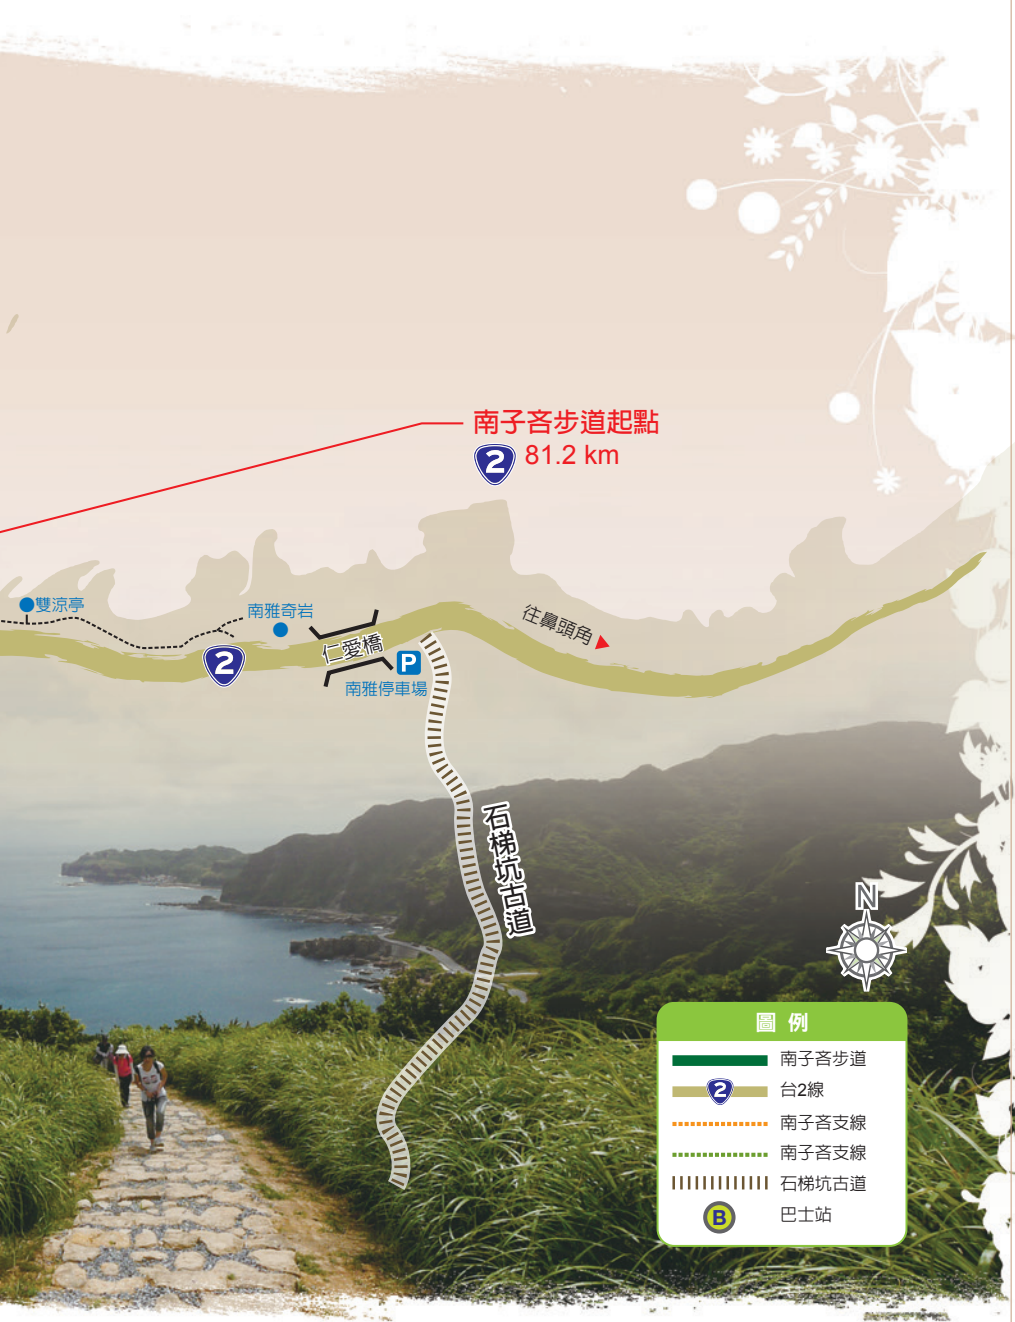 南子吝步道起點
2 81.2 km
雙涼亭
南雅奇岩
往鼻頭角
仁愛橋
2
P
南雅停車場
石梯坑古道
N
圖 例
南子吝步道
2 台2線
南子吝支線
南子吝支線
石梯坑古道
B 巴士站